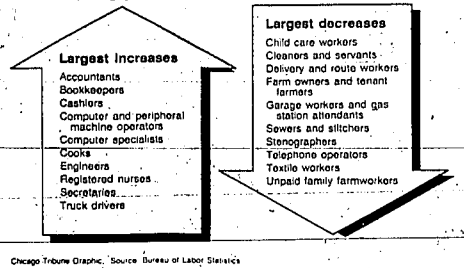 Largest increases
Accountants
Bookkeepers
Cashiers
Computer and peripheral
machine operators
Computer specialists
Cooks
Engineers
Registered nurses
Secretaries
Truck drivers
Largest decreases
Child care workers
Cleaners and servants
Delivery and route workers
Farm owners and tenant
farmers
Garage workers and gas
station attendants
Sewers and stitchers
Stenographers
Telephone operators
Textile workers
Unpaid family farmworkers
Chicago Tribune Graphic, Source Bureau of Labor Statistics